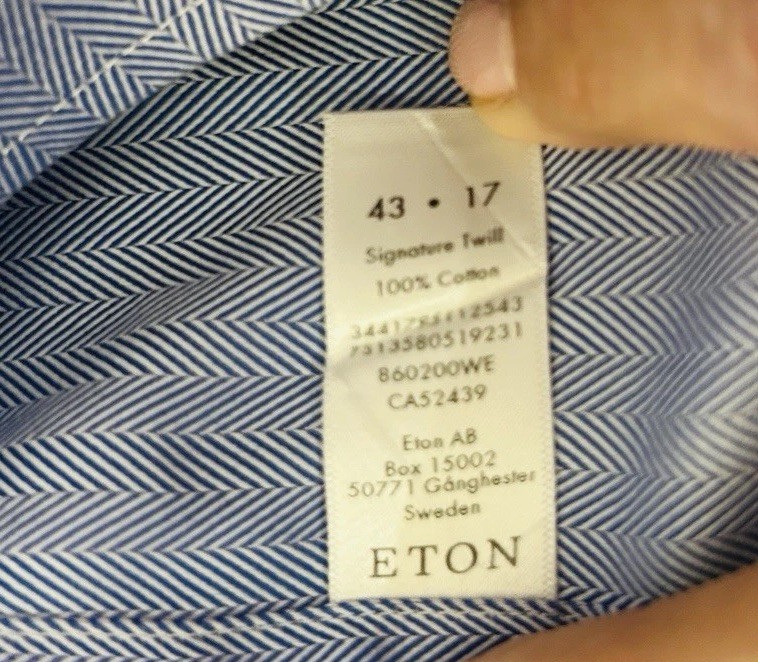 43 • 17
Signature Twill
100% Cotton
7313580519231
860200WE
CA52439
Eton AB
Box 15002
50771 Gånghester
Sweden
ETON